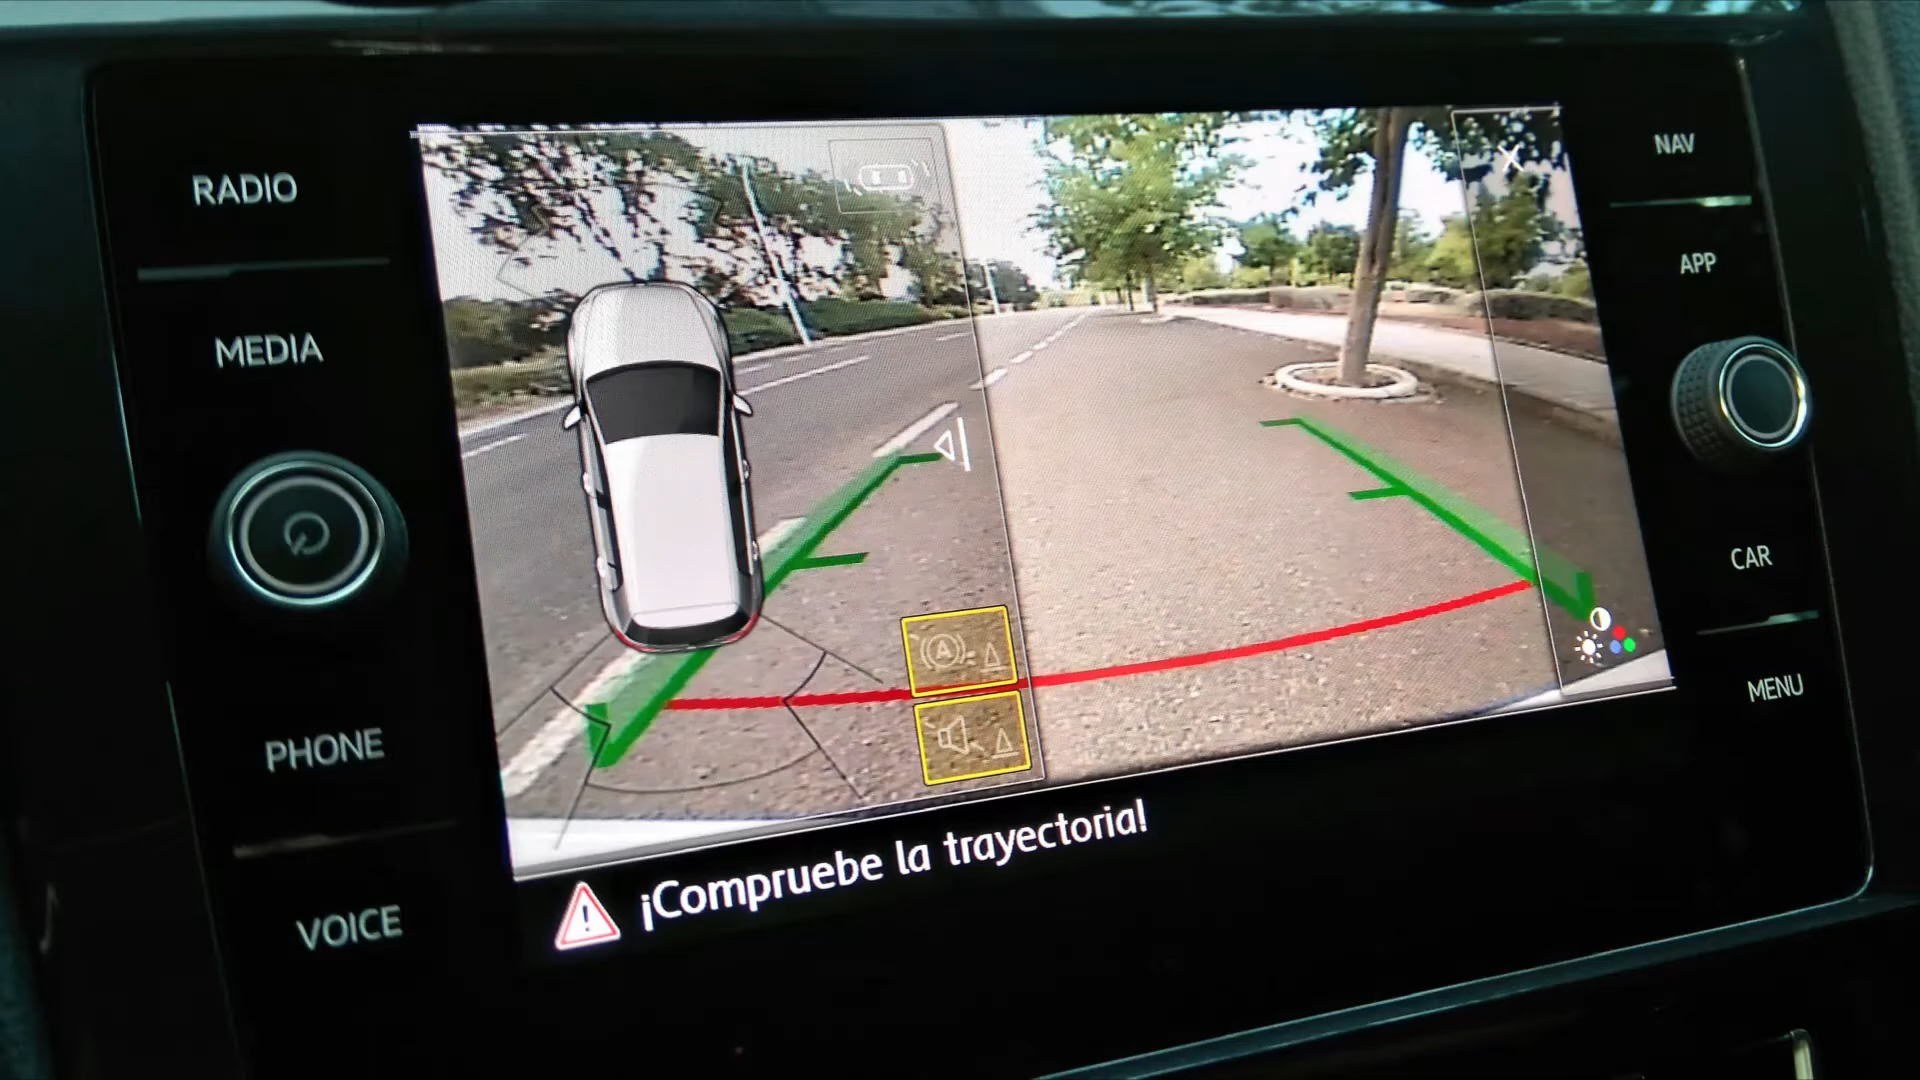 RADIO
MEDIA
PHONE
VOICE
NAV
APP
CAR
MENU
A
¡Compruebe la trayectoria!